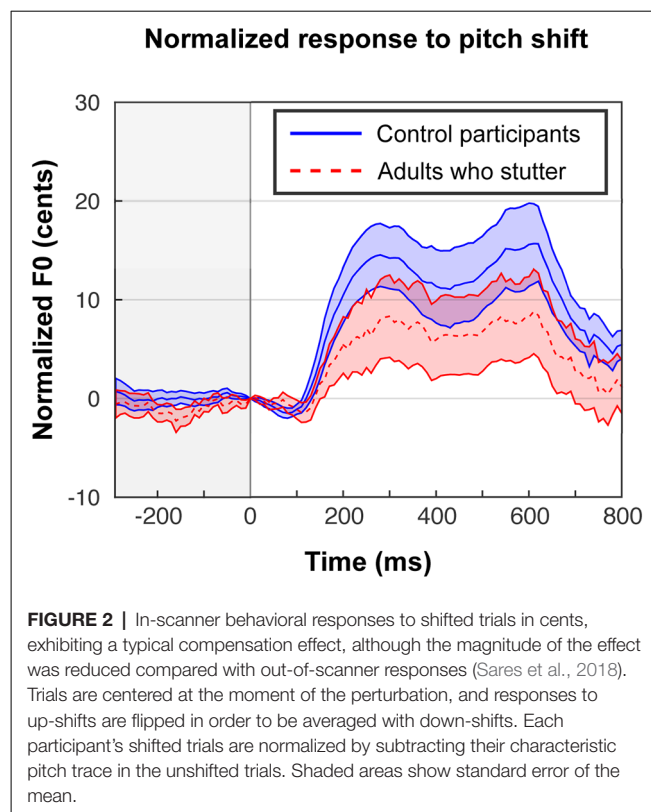 Normalized response to pitch shift
30
20
10
0
-10
Normalized F0 (cents)
Control participants
Adults who stutter
-200 0 200 400 600 800
Time (ms)
FIGURE 2 | In-scanner behavioral responses to shifted trials in cents,
exhibiting a typical compensation effect, although the magnitude of the effect
was reduced compared with out-of-scanner responses (Sares et al., 2018).
Trials are centered at the moment of the perturbation, and responses to
up-shifts are flipped in order to be averaged with down-shifts. Each
participant's shifted trials are normalized by subtracting their characteristic
pitch trace in the unshifted trials. Shaded areas show standard error of the
mean.